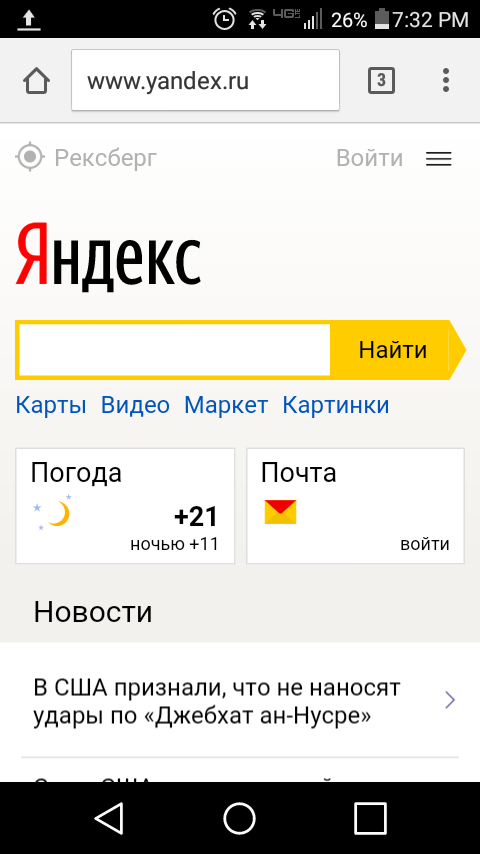 4G 26% 7:32 PM
www.yandex.ru 3
Рексберг Войти
Яндекс
Найти
Карты Видео Маркет Картинки
Погода Почта
+21
ночью +11 войти
Новости
В США признали, что не наносят
удары по «Джебхат ан-Нусре»